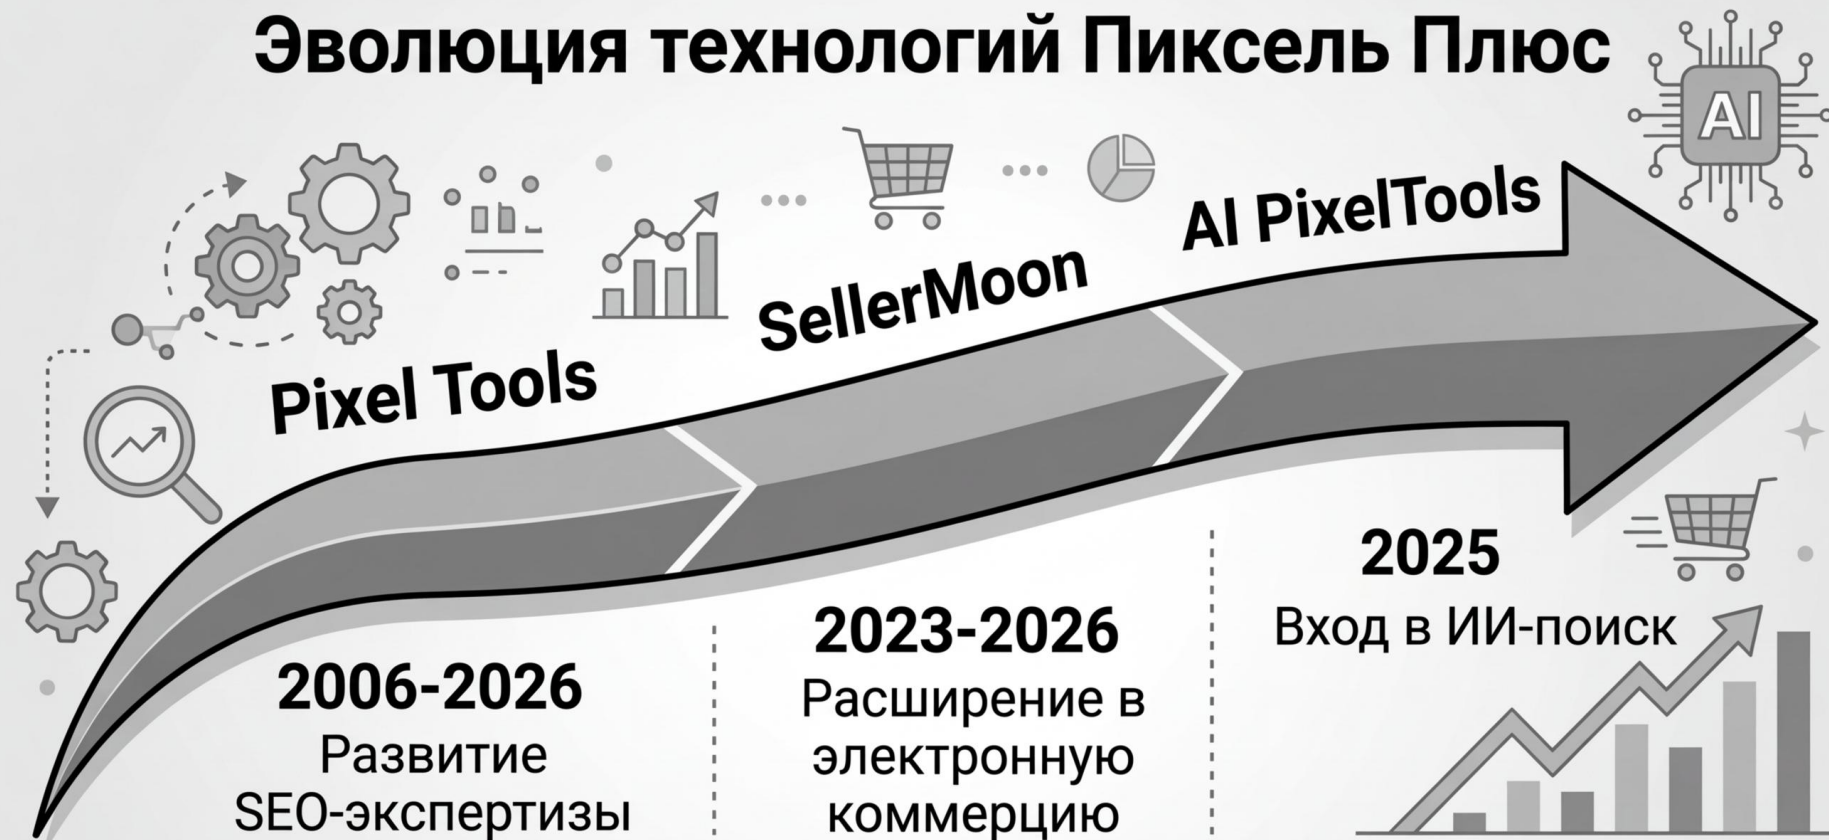 Эволюция технологий Пиксель Плюс
AI
Pixel Tools
SellerMoon
AI PixelTools
2006-2026
Развитие
SEO-экспертизы
2023-2026
Расширение в
электронную
коммерцию
2025
Вход в ИИ-поиск